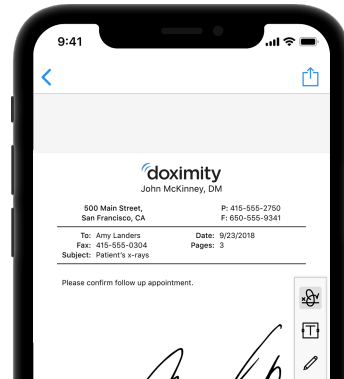 9:41
doximity
John McKinney, DM
500 Main Street, P: 415-555-2750
San Francisco, CA F: 650-555-9341
To: Amy Landers Date: 9/23/2018
Fax: 415-555-0304 Pages: 3
Subject: Patient's x-rays
Please confirm follow up appointment.
T